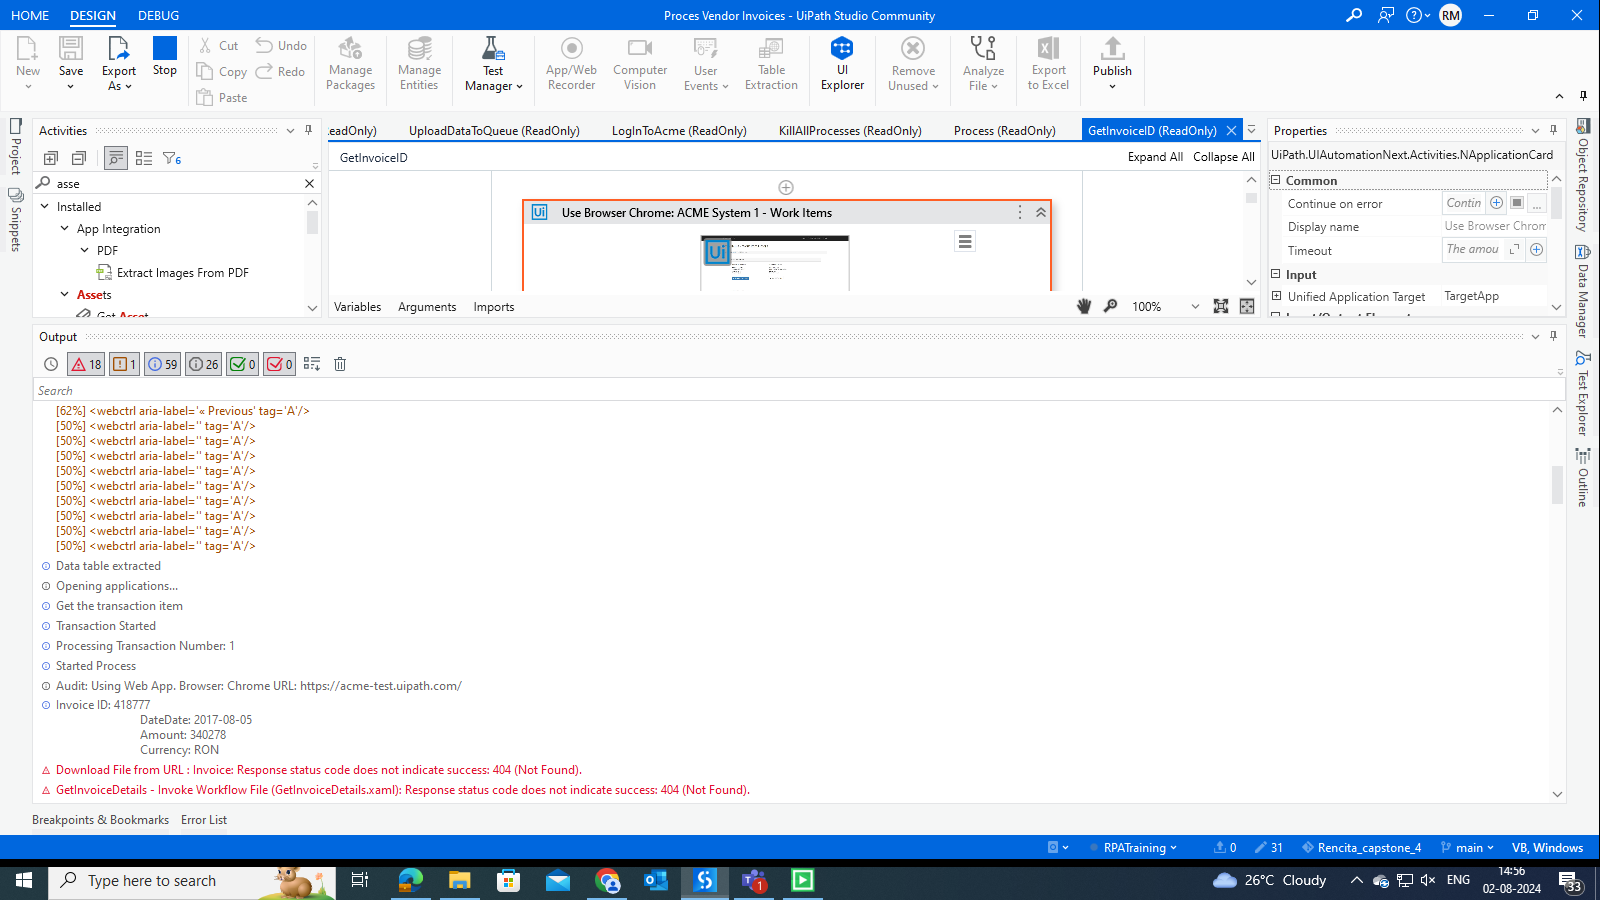 HOME DESIGN DEBUG
Proces Vendor Invoices - UiPath Studio Community
RM
New
Save
Export As
Stop
Cut
Copy
Paste
Undo
Redo
Manage Packages
Manage Entities
Test Manager
App/Web Recorder
Computer Vision
User Events
Table Extraction
UI Explorer
Remove Unused
Analyze File
Export to Excel
Publish
Project
Snippets
Activities
6
asse
Installed
App Integration
PDF
Extract Images From PDF
Assets
Get Asset
eadOnly) UploadDataToQueue (ReadOnly) LogInToAcme (ReadOnly) KillAllProcesses (ReadOnly) Process (ReadOnly) GetInvoiceID (ReadOnly)
GetInvoiceID
Expand All Collapse All
Ui Use Browser Chrome: ACME System 1 - Work Items
Ui
Variables Arguments Imports
100%
Properties
UiPath.UIAutomationNext.Activities.NApplicationCard
Common
Continue on error Contin ...
Display name Use Browser Chrom
Timeout The amou
Input
Unified Application Target TargetApp
Object Repository
Data Manager
Test Explorer
Outline
Output
18 1 59 26 0 0
Search
[62%] <webctrl aria-label='« Previous' tag='A'/>
[50%] <webctrl aria-label='' tag='A'/>
[50%] <webctrl aria-label='' tag='A'/>
[50%] <webctrl aria-label='' tag='A'/>
[50%] <webctrl aria-label='' tag='A'/>
[50%] <webctrl aria-label='' tag='A'/>
[50%] <webctrl aria-label='' tag='A'/>
[50%] <webctrl aria-label='' tag='A'/>
[50%] <webctrl aria-label='' tag='A'/>
[50%] <webctrl aria-label='' tag='A'/>
Data table extracted
Opening applications...
Get the transaction item
Transaction Started
Processing Transaction Number: 1
Started Process
Audit: Using Web App. Browser: Chrome URL: https://acme-test.uipath.com/
Invoice ID: 418777
DateDate: 2017-08-05
Amount: 340278
Currency: RON
Download File from URL : Invoice: Response status code does not indicate success: 404 (Not Found).
GetInvoiceDetails - Invoke Workflow File (GetInvoiceDetails.xaml): Response status code does not indicate success: 404 (Not Found).
Breakpoints & Bookmarks Error List
RPATraining 0 31 Rencita_capstone_4 main VB, Windows
Type here to search
1
26°C Cloudy
ENG
14:56
02-08-2024
33